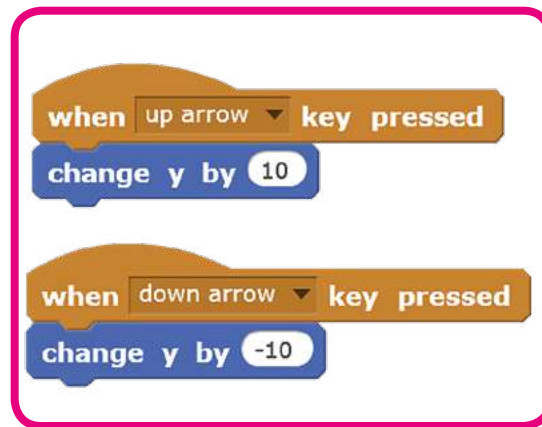 when up arrow key pressed
change y by 10
when down arrow key pressed
change y by -10